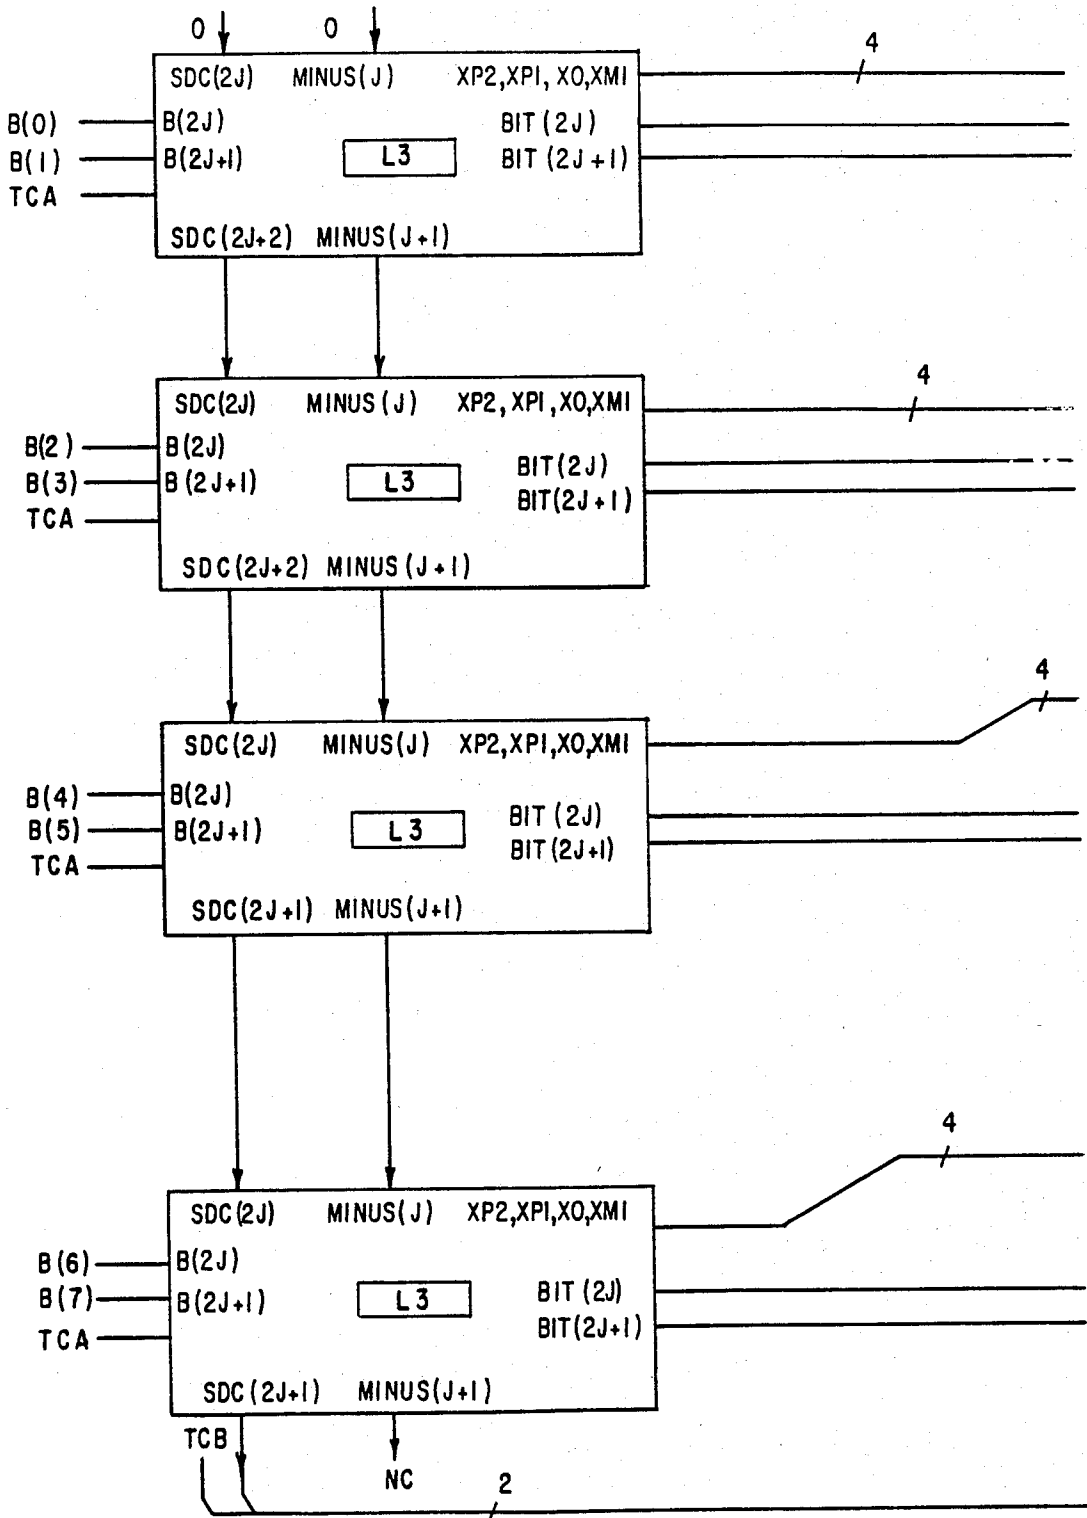 0 0
4
SDC(2J) MINUS(J) XP2,XP1,X0,XM1
B(0) B(2J) BIT(2J)
B(1) B(2J+1) L3 BIT(2J+1)
TCA
SDC(2J+2) MINUS(J+1)
4
SDC(2J) MINUS(J) XP2,XP1,X0,XM1
B(2) B(2J) BIT(2J)
B(3) B(2J+1) L3 BIT(2J+1)
TCA
SDC(2J+2) MINUS(J+1)
4
SDC(2J) MINUS(J) XP2,XP1,X0,XM1
B(4) B(2J) BIT(2J)
B(5) B(2J+1) L3 BIT(2J+1)
TCA
SDC(2J+1) MINUS(J+1)
4
SDC(2J) MINUS(J) XP2,XP1,X0,XM1
B(6) B(2J) BIT(2J)
B(7) B(2J+1) L3 BIT(2J+1)
TCA
SDC(2J+1) MINUS(J+1)
TCB
NC
2